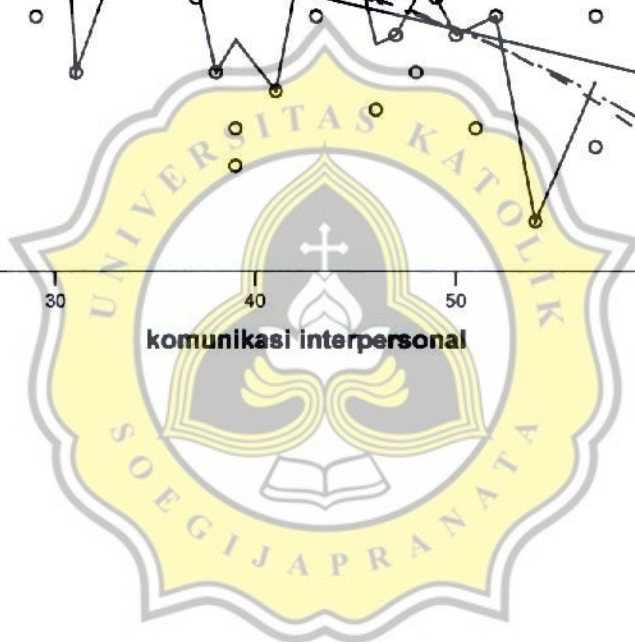 30 40 50
komunikasi interpersonal
UNIVERSITAS KATOLIK
SOEGIJAPRANATA